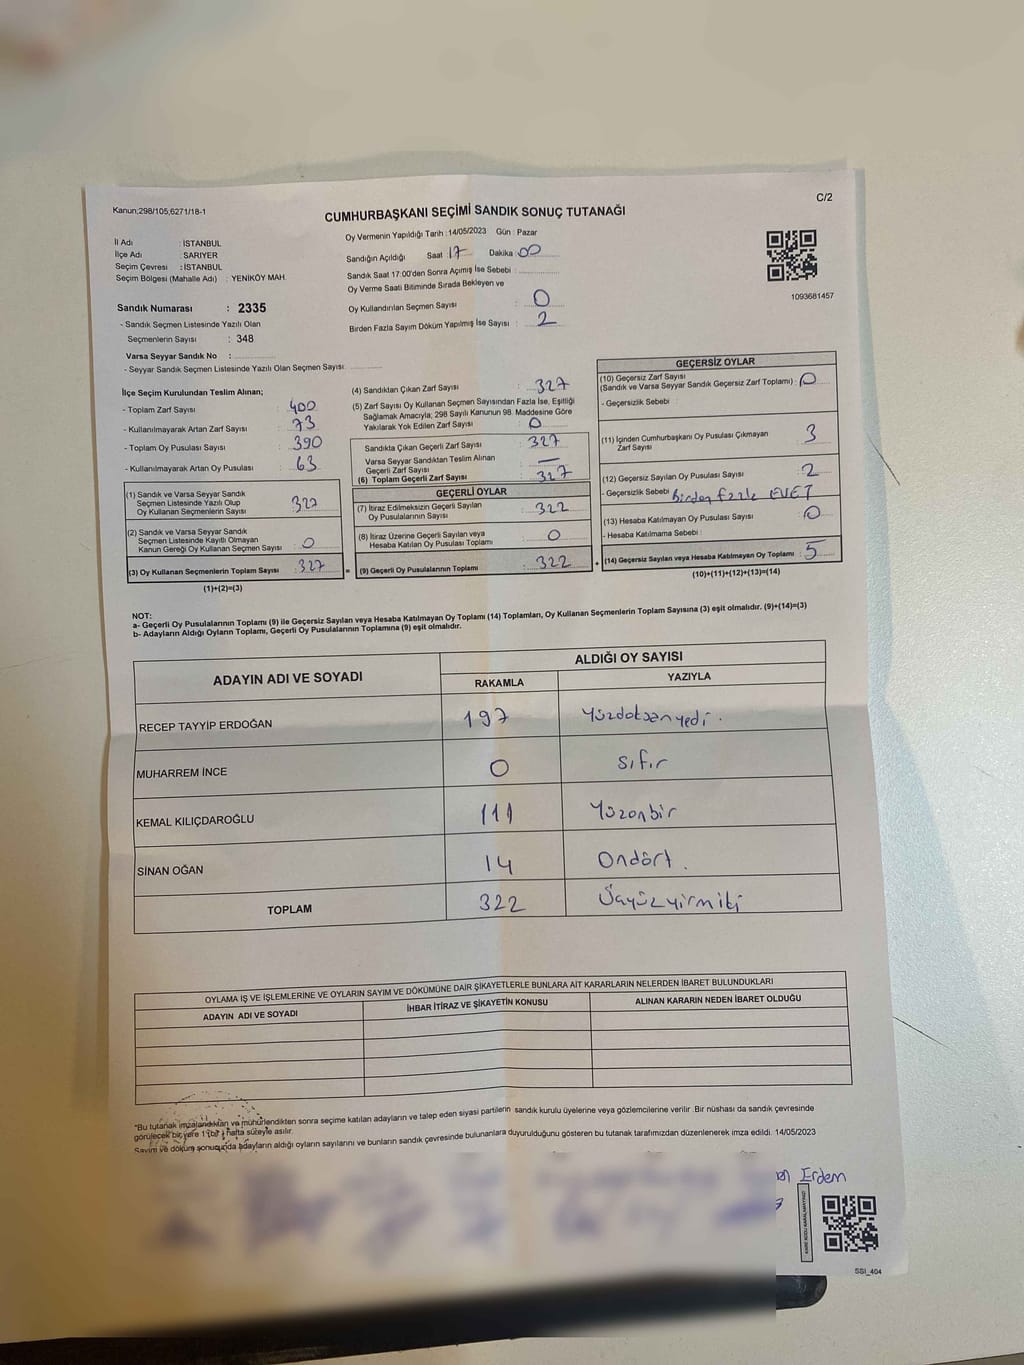 Kanun;298/105,6271/18-1
C/2
CUMHURBAŞKANI SEÇİMİ SANDIK SONUÇ TUTANAĞI
İl Adı : İSTANBUL
İlçe Adı : SARIYER
Seçim Çevresi : İSTANBUL
Seçim Bölgesi (Mahalle Adı) : YENİKÖY MAH.
Sandık Numarası : 2335
- Sandık Seçmen Listesinde Yazılı Olan
Seçmenlerin Sayısı : 348
Varsa Seyyar Sandık No :
- Seyyar Sandık Seçmen Listesinde Yazılı Olan Seçmen Sayısı:
Oy Vermenin Yapıldığı Tarih : 14/05/2023 Gün : Pazar
Sandığın Açıldığı Saat 17 Dakika : 00
Sandık Saat 17:00'den Sonra Açımış İse Sebebi :
Oy Verme Saati Bitiminde Sırada Bekleyen ve
Oy Kullandırılan Seçmen Sayısı : 0
Birden Fazla Sayım Döküm Yapılmış İse Sayısı : 2
1093681457
İlçe Seçim Kurulundan Teslim Alınan;
- Toplam Zarf Sayısı : 400
- Kullanılmayarak Artan Zarf Sayısı : 73
- Toplam Oy Pusulası Sayısı : 390
- Kullanılmayarak Artan Oy Pusulası : 63
(1) Sandık ve Varsa Seyyar Sandık
Seçmen Listesinde Yazılı Olup
Oy Kullanan Seçmenlerin Sayısı : 327
(2) Sandık ve Varsa Seyyar Sandık
Seçmen Listesinde Kayıtlı Olmayan
Kanun Gereği Oy Kullanan Seçmen Sayısı : 0
(3) Oy Kullanan Seçmenlerin Toplam Sayısı : 327
(1)+(2)=(3)
(4) Sandıktan Çıkan Zarf Sayısı : 327
(5) Zarf Sayısı Oy Kullanan Seçmen Sayısından Fazla İse, Eşitliği
Sağlamak Amacıyla; 298 Sayılı Kanunun 98. Maddesine Göre
Yakılarak Yok Edilen Zarf Sayısı : 0
Sandıkta Çıkan Geçerli Zarf Sayısı : 327
Varsa Seyyar Sandıktan Teslim Alınan
Geçerli Zarf Sayısı : —
(6) Toplam Geçerli Zarf Sayısı : 327
GEÇERLİ OYLAR
(7) İtiraz Edilmeksizin Geçerli Sayılan
Oy Pusulalarının Sayısı : 322
(8) İtiraz Üzerine Geçerli Sayılan veya
Hesaba Katılan Oy Pusulası Toplamı : 0
= (9) Geçerli Oy Pusulalarının Toplamı : 322
GEÇERSİZ OYLAR
(10) Geçersiz Zarf Sayısı
(Sandık ve Varsa Seyyar Sandık Geçersiz Zarf Toplamı) : 0
- Geçersizlik Sebebi :
(11) İçinden Cumhurbaşkanı Oy Pusulası Çıkmayan
Zarf Sayısı : 3
(12) Geçersiz Sayılan Oy Pusulası Sayısı : 2
- Geçersizlik Sebebi : Birden fazla EVET
(13) Hesaba Katılmayan Oy Pusulası Sayısı : 0
- Hesaba Katılmama Sebebi :
+ (14) Geçersiz Sayılan veya Hesaba Katılmayan Oy Toplamı : 5
(10)+(11)+(12)+(13)=(14)
NOT:
a- Geçerli Oy Pusulalarının Toplamı (9) ile Geçersiz Sayılan veya Hesaba Katılmayan Oy Toplamı (14) Toplamları, Oy Kullanan Seçmenlerin Toplam Sayısına (3) eşit olmalıdır. (9)+(14)=(3)
b- Adayların Aldığı Oyların Toplamı, Geçerli Oy Pusulalarının Toplamına (9) eşit olmalıdır.
ADAYIN ADI VE SOYADI
ALDIĞI OY SAYISI
RAKAMLA YAZIYLA
RECEP TAYYİP ERDOĞAN 197 Yüzdoksanyedi.
MUHARREM İNCE 0 Sıfır
KEMAL KILIÇDAROĞLU 111 Yüzonbir
SİNAN OĞAN 14 Ondört.
TOPLAM 322 Üçyüzyirmiiki
OYLAMA İŞ VE İŞLEMLERİNE VE OYLARIN SAYIM VE DÖKÜMÜNE DAİR ŞİKAYETLERLE BUNLARA AİT KARARLARIN NELERDEN İBARET BULUNDUKLARI
ADAYIN ADI VE SOYADI İHBAR İTİRAZ VE ŞİKAYETİN KONUSU ALINAN KARARIN NEDEN İBARET OLDUĞU
"Bu tutanak imzalandıktan ve mühürlendikten sonra seçime katılan adayların ve talep eden siyasi partilerin sandık kurulu üyelerine veya gözlemcilerine verilir. Bir nüshası da sandık çevresinde
görülecek bir yere 1 (bir) hafta süreyle asılır.
Sayım ve döküm sonucunda adayların aldığı oyların sayılarını ve bunların sandık çevresinde bulunanlara duyurulduğunu gösteren bu tutanak tarafımızdan düzenlenerek imza edildi. 14/05/2023
Erdem
KARE KODU KARALAMAYINIZ!
SSI_404